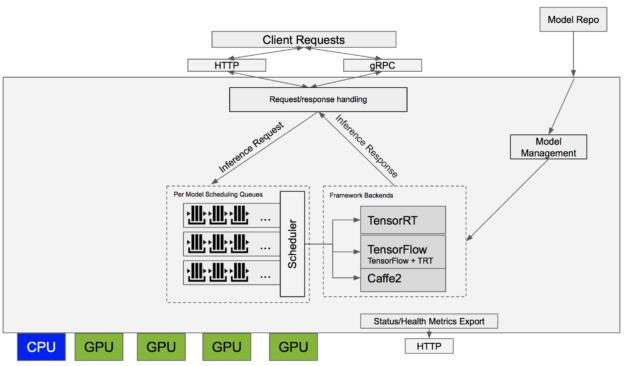 Model Repo
Client Requests
HTTP
gRPC
Request/response handling
Inference Request
Inference Response
Model
Management
Per Model Scheduling Queues
...
...
...
Scheduler
Framework Backends
TensorRT
TensorFlow
TensorFlow + TRT
Caffe2
Status/Health Metrics Export
HTTP
CPU
GPU
GPU
GPU
GPU